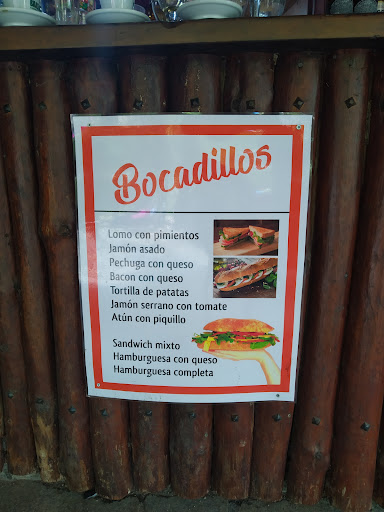 Bocadillos
Lomo con pimientos
Jamón asado
Pechuga con queso
Bacon con queso
Tortilla de patatas
Jamón serrano con tomate
Atún con piquillo
Sandwich mixto
Hamburguesa con queso
Hamburguesa completa